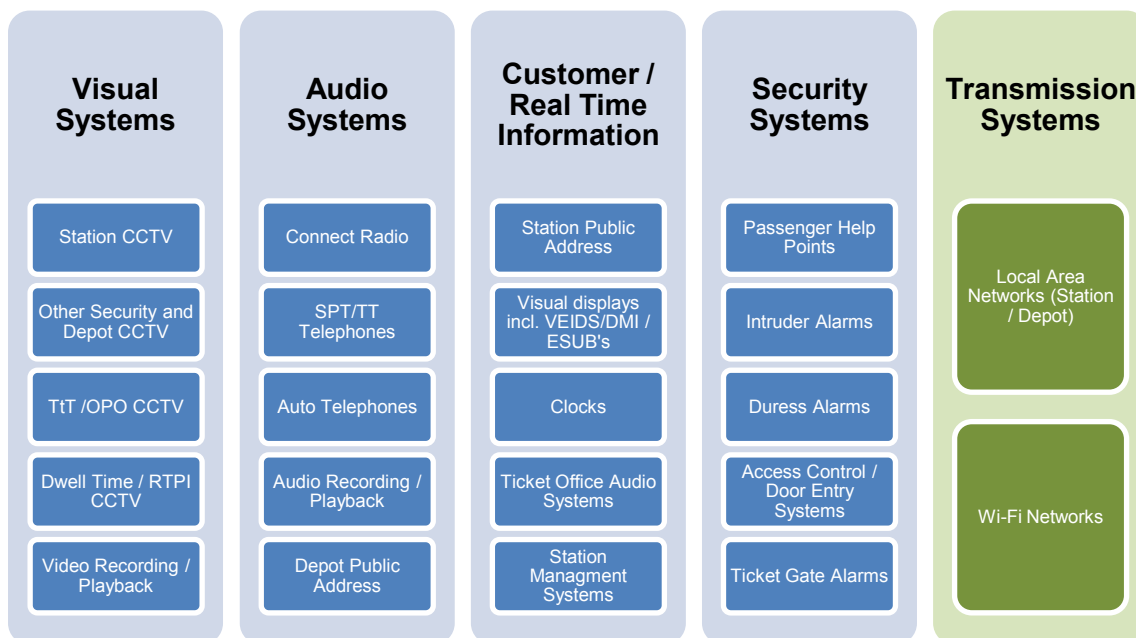 Visual
Systems
Station CCTV
Other Security and
Depot CCTV
TtT /OPO CCTV
Dwell Time / RTPI
CCTV
Video Recording /
Playback
Audio
Systems
Connect Radio
SPT/TT
Telephones
Auto Telephones
Audio Recording /
Playback
Depot Public
Address
Customer /
Real Time
Information
Station Public
Address
Visual displays
incl. VEIDS/DMI /
ESUB's
Clocks
Ticket Office Audio
Systems
Station
Managment
Systems
Security
Systems
Passenger Help
Points
Intruder Alarms
Duress Alarms
Access Control /
Door Entry
Systems
Ticket Gate Alarms
Transmission
Systems
Local Area
Networks (Station
/ Depot)
Wi-Fi Networks